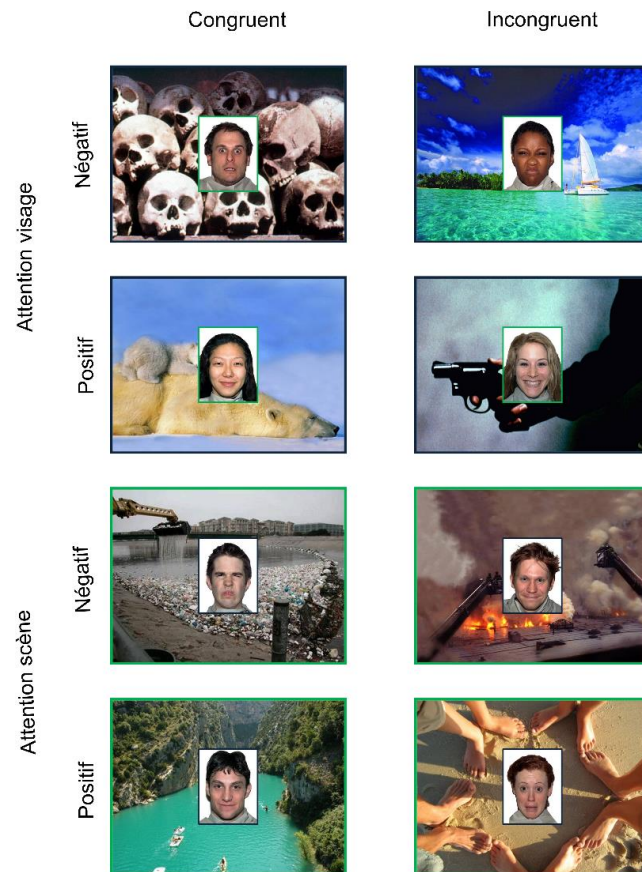 Congruent
Incongruent
Attention visage
Négatif
Positif
Attention scène
Négatif
Positif